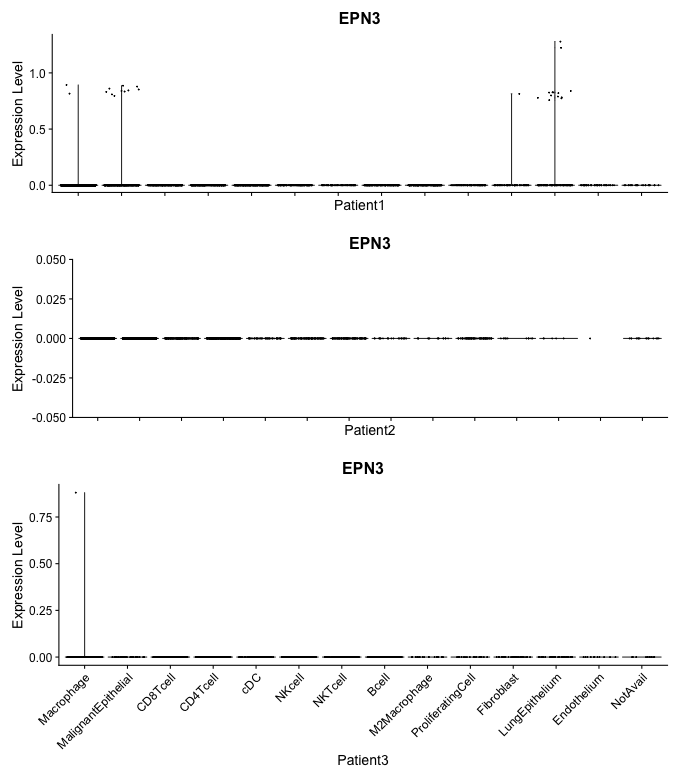 EPN3
Expression Level
1.0
0.5
0.0
Patient1
EPN3
Expression Level
0.050
0.025
0.000
-0.025
-0.050
Patient2
EPN3
Expression Level
0.75
0.50
0.25
0.00
Macrophage
MalignantEpithelial
CD8Tcell
CD4Tcell
cDC
NKcell
NKTcell
Bcell
M2Macrophage
ProliferatingCell
Fibroblast
LungEpithelium
Endothelium
NotAvail
Patient3